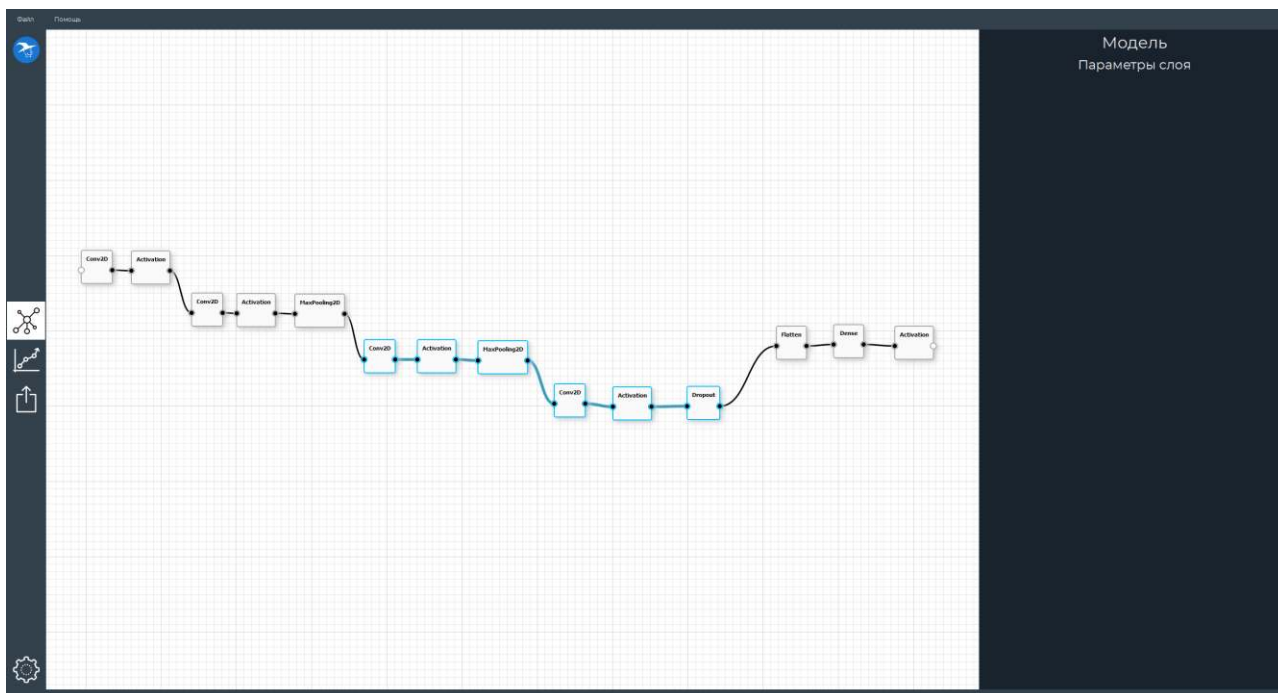 Файл Помощь
Модель
Параметры слоя
Conv2D Activation
Conv2D Activation MaxPooling2D
Conv2D Activation MaxPooling2D
Conv2D Activation Dropout
Flatten Dense Activation